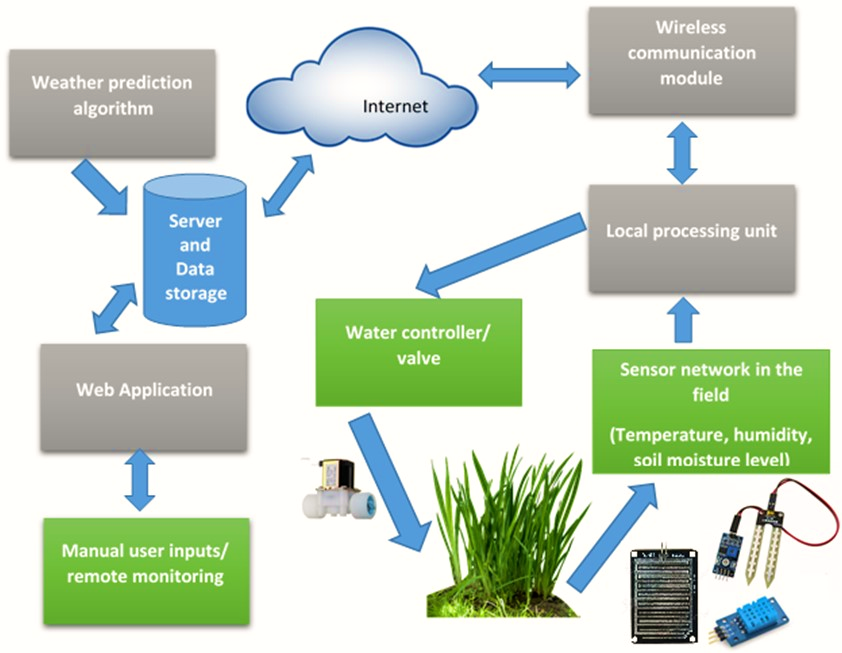 Weather prediction
algorithm
Internet
Wireless
communication
module
Server
and
Data
storage
Local processing unit
Water controller/
valve
Web Application
Sensor network in the
field
(Temperature, humidity,
soil moisture level)
Manual user inputs/
remote monitoring